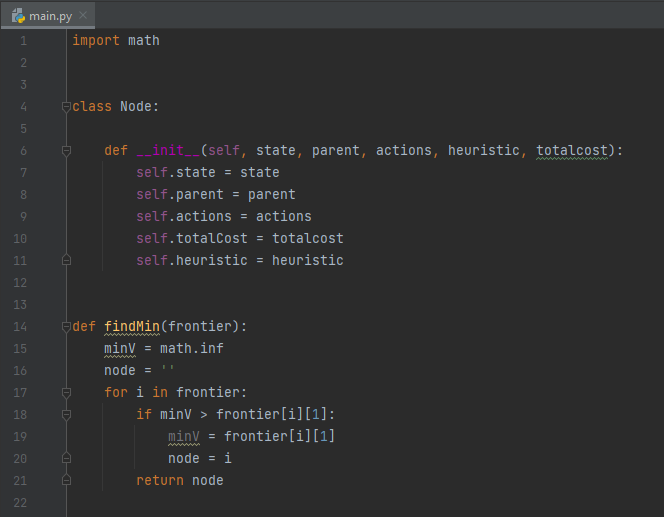 main.py
1 import math
2
3
4 class Node:
5
6     def __init__(self, state, parent, actions, heuristic, totalcost):
7         self.state = state
8         self.parent = parent
9         self.actions = actions
10         self.totalCost = totalcost
11         self.heuristic = heuristic
12
13
14 def findMin(frontier):
15     minV = math.inf
16     node = ''
17     for i in frontier:
18         if minV > frontier[i][1]:
19             minV = frontier[i][1]
20             node = i
21         return node
22